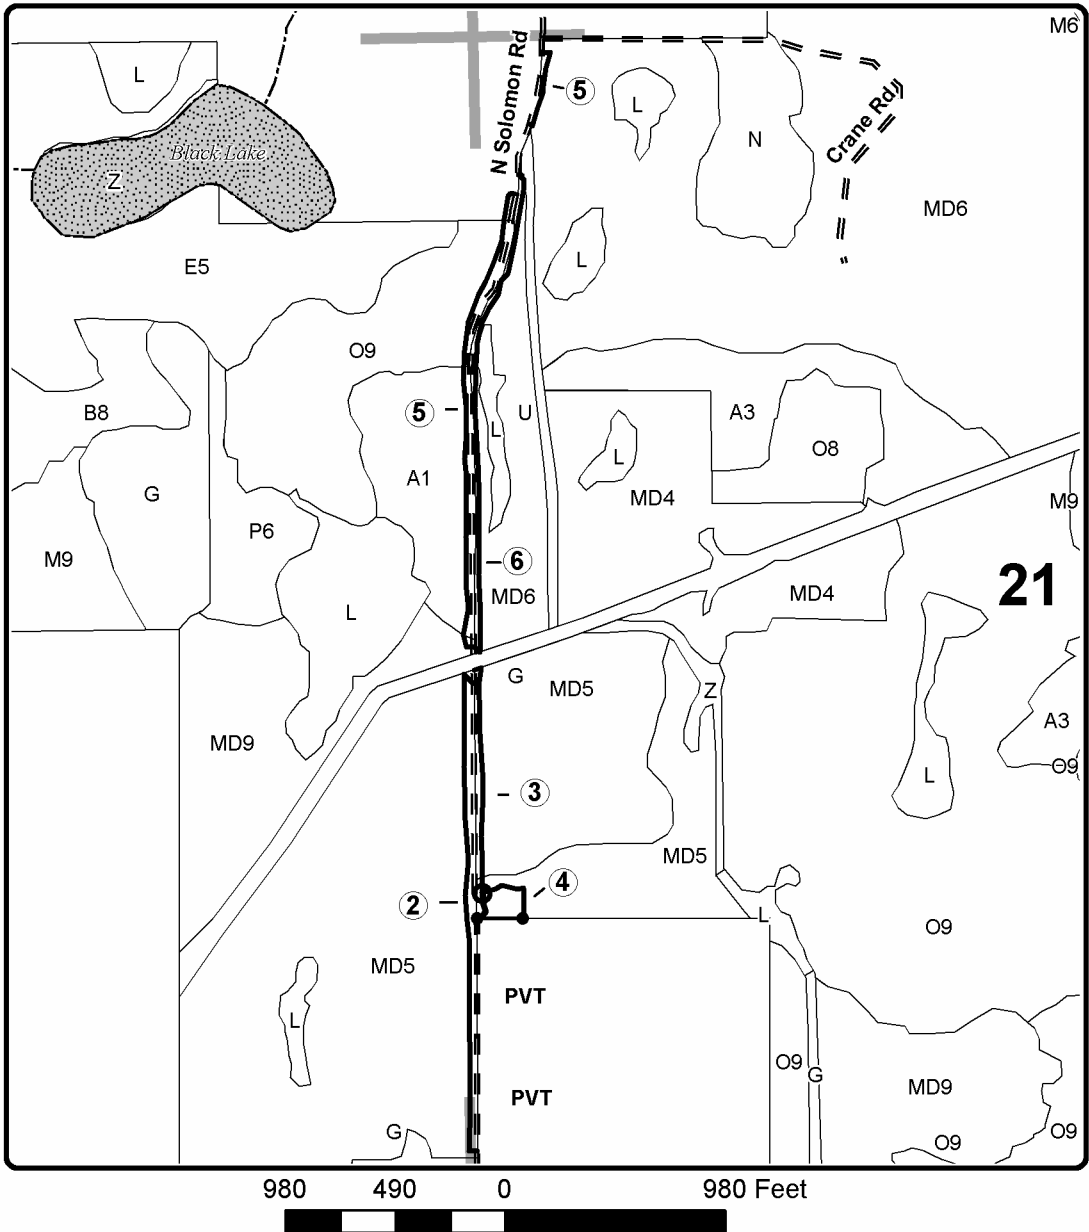 M6
N Solomon Rd
L
5
L
Crane Rd
N
Black Lake
Z
MD6
L
E5
O9
5
L
U
A3
B8
O8
L
A1
G
MD4
M9
P6
6
M9
21
MD6
MD4
L
G
MD5
Z
A3
MD9
O9
L
3
MD5
4
2
L
O9
MD5
PVT
L
O9
G
MD9
PVT
G
O9
O9
980 490 0 980 Feet